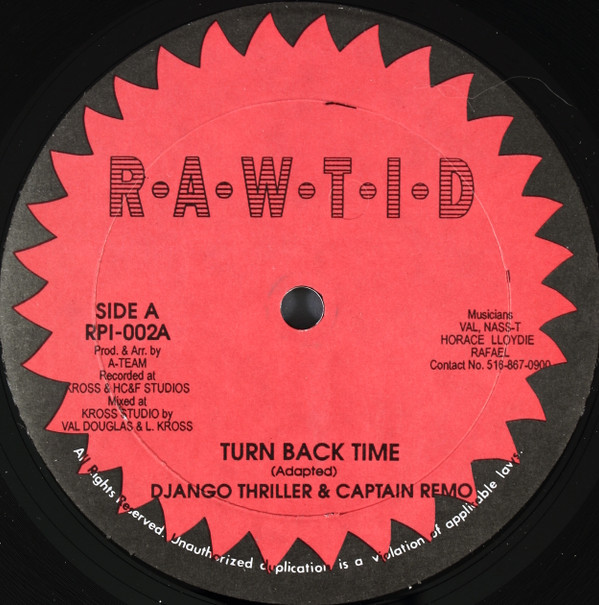 R·A·W·T·I·D
SIDE A
RPI-002A
Prod. & Arr. by
A-TEAM
Recorded at
KROSS & HC&F STUDIOS
Mixed at
KROSS STUDIO by
VAL DOUGLAS & L. KROSS
Musicians
VAL, NASS-T
HORACE LLOYDIE
RAFAEL
Contact No. 516-867-0900
TURN BACK TIME
(Adapted)
DJANGO THRILLER & CAPTAIN REMO
All Rights Reserved. Unauthorized duplication is a violation of applicable laws.